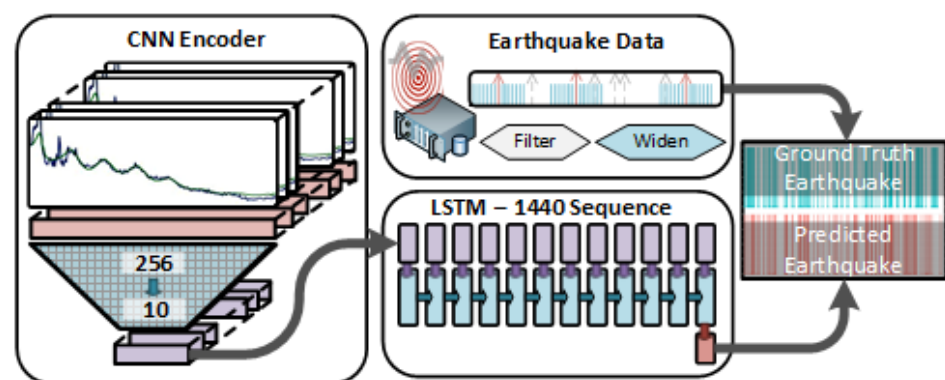 CNN Encoder
256
10
Earthquake Data
Filter
Widen
LSTM – 1440 Sequence
Ground Truth
Earthquake
Predicted
Earthquake